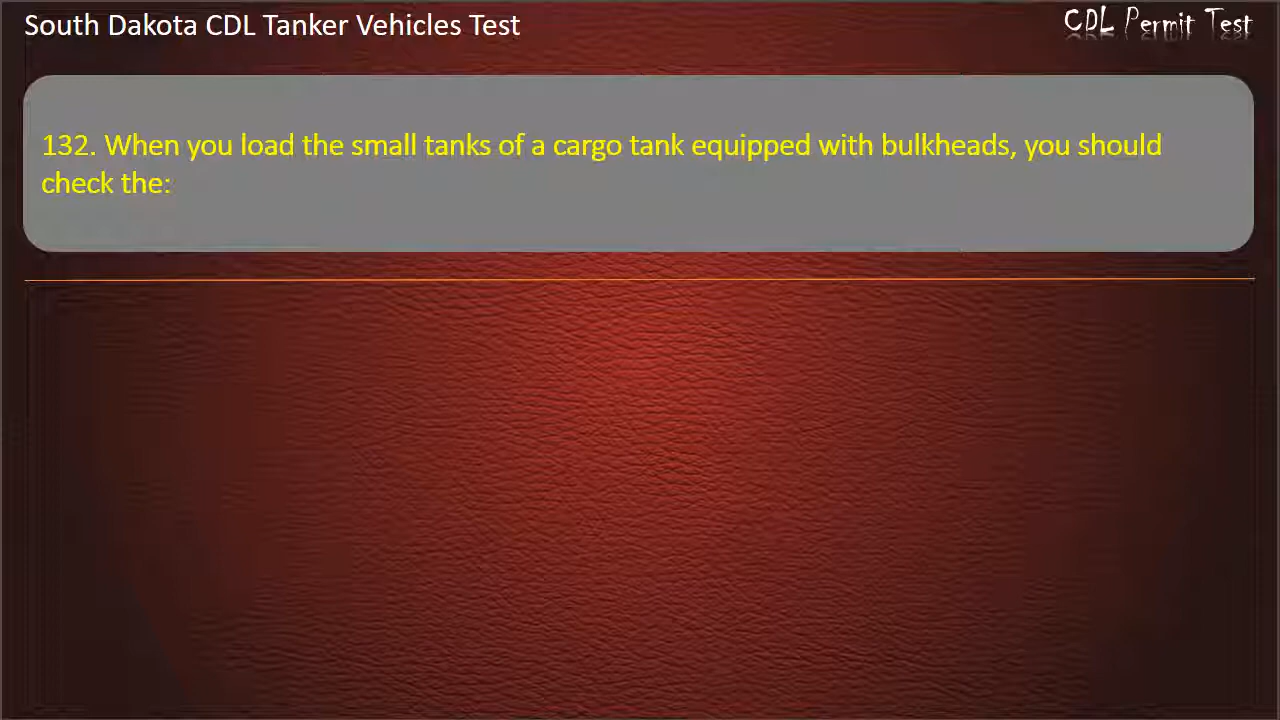 South Dakota CDL Tanker Vehicles Test
CDL Permit Test
132. When you load the small tanks of a cargo tank equipped with bulkheads, you should
check the: